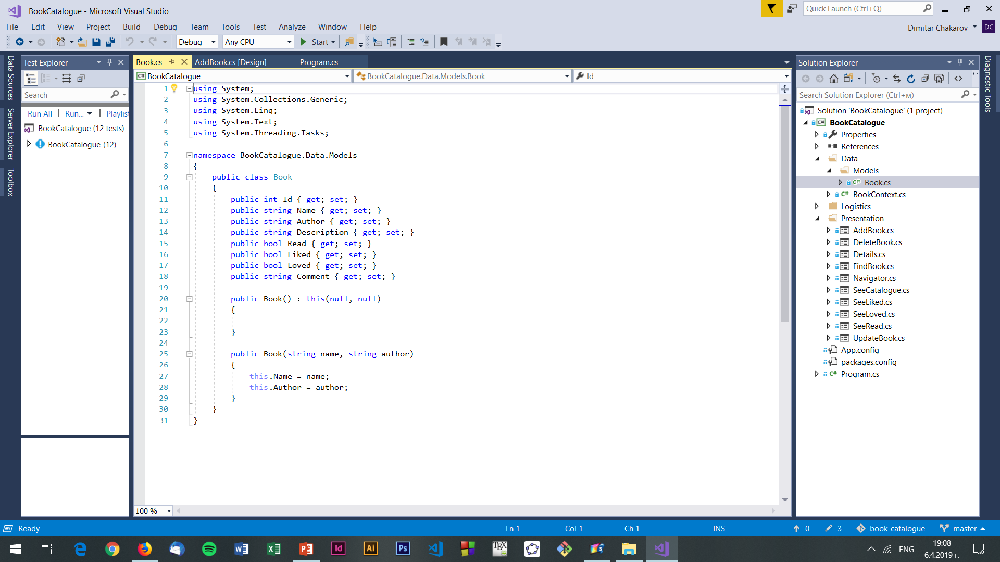 BookCatalogue - Microsoft Visual Studio
Quick Launch (Ctrl+Q)
File Edit View Project Build Debug Team Tools Test Analyze Window Help
Dimitar Chakarov DC
Debug Any CPU Start
Data Sources
Server Explorer
Toolbox
Test Explorer
Search
Run All Run... Playlist
BookCatalogue (12 tests)
BookCatalogue (12)
Book.cs AddBook.cs [Design] Program.cs
BookCatalogue BookCatalogue.Data.Models.Book Id
1 using System;
2 using System.Collections.Generic;
3 using System.Linq;
4 using System.Text;
5 using System.Threading.Tasks;
6
7 namespace BookCatalogue.Data.Models
8 {
9 public class Book
10 {
11 public int Id { get; set; }
12 public string Name { get; set; }
13 public string Author { get; set; }
14 public string Description { get; set; }
15 public bool Read { get; set; }
16 public bool Liked { get; set; }
17 public bool Loved { get; set; }
18 public string Comment { get; set; }
19
20 public Book() : this(null, null)
21 {
22
23 }
24
25 public Book(string name, string author)
26 {
27 this.Name = name;
28 this.Author = author;
29 }
30 }
31 }
100 %
Solution Explorer
Search Solution Explorer (Ctrl+м)
Solution 'BookCatalogue' (1 project)
C# BookCatalogue
Properties
References
Data
Models
C# Book.cs
C# BookContext.cs
Logistics
Presentation
AddBook.cs
DeleteBook.cs
Details.cs
FindBook.cs
Navigator.cs
SeeCatalogue.cs
SeeLiked.cs
SeeLoved.cs
SeeRead.cs
UpdateBook.cs
App.config
packages.config
C# Program.cs
Diagnostic Tools
Ready Ln 1 Col 1 Ch 1 INS 0 3 book-catalogue master
Id Ai Ps TEX
ENG
19:08
6.4.2019 г.